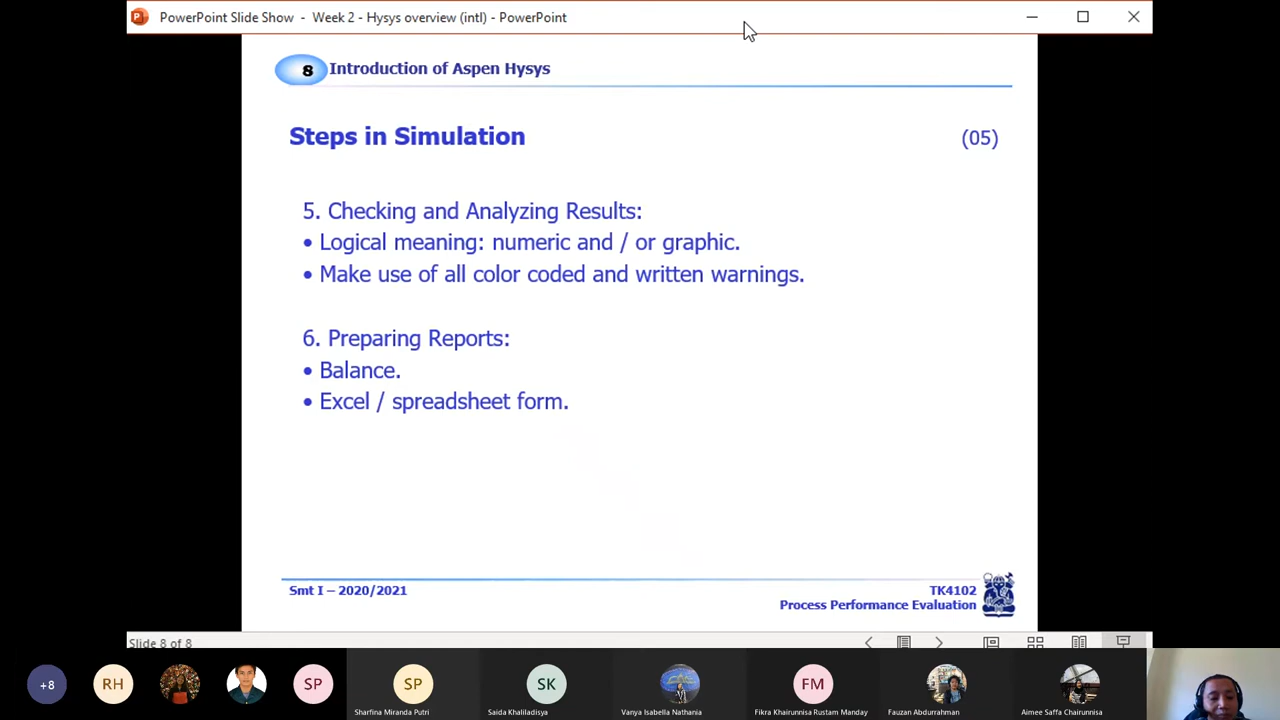 PowerPoint Slide Show - Week 2 - Hysys overview (intl) - PowerPoint
8 Introduction of Aspen Hysys
Steps in Simulation (05)
5. Checking and Analyzing Results:
• Logical meaning: numeric and / or graphic.
• Make use of all color coded and written warnings.
6. Preparing Reports:
• Balance.
• Excel / spreadsheet form.
Smt I – 2020/2021 TK4102
Process Performance Evaluation
Slide 8 of 8
+8 RH SP SP SK FM
Sharfina Miranda Putri Saida Khaliladisya Vanya Isabella Nathania Fikra Khairunnisa Rustam Manday Fauzan Abdurrahman Aimee Saffa Chairunnisa